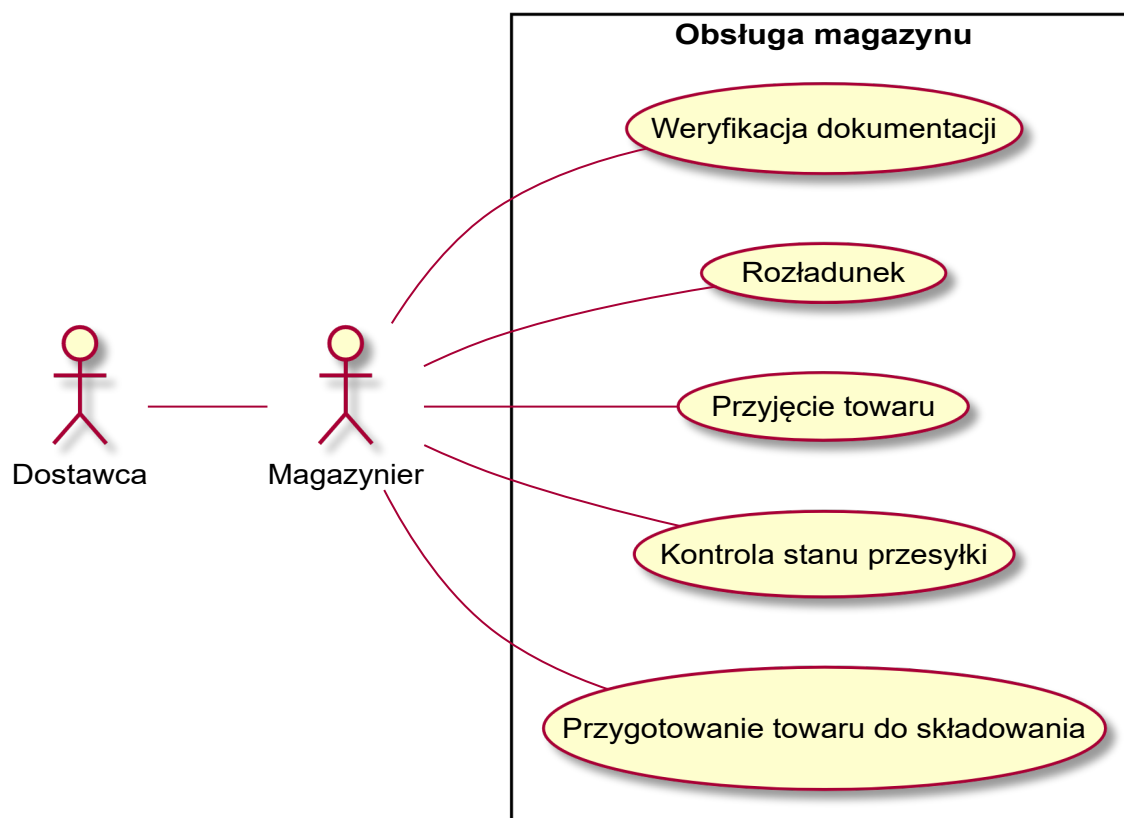 Obsługa magazynu
Weryfikacja dokumentacji
Rozładunek
Przyjęcie towaru
Dostawca
Magazynier
Kontrola stanu przesyłki
Przygotowanie towaru do składowania